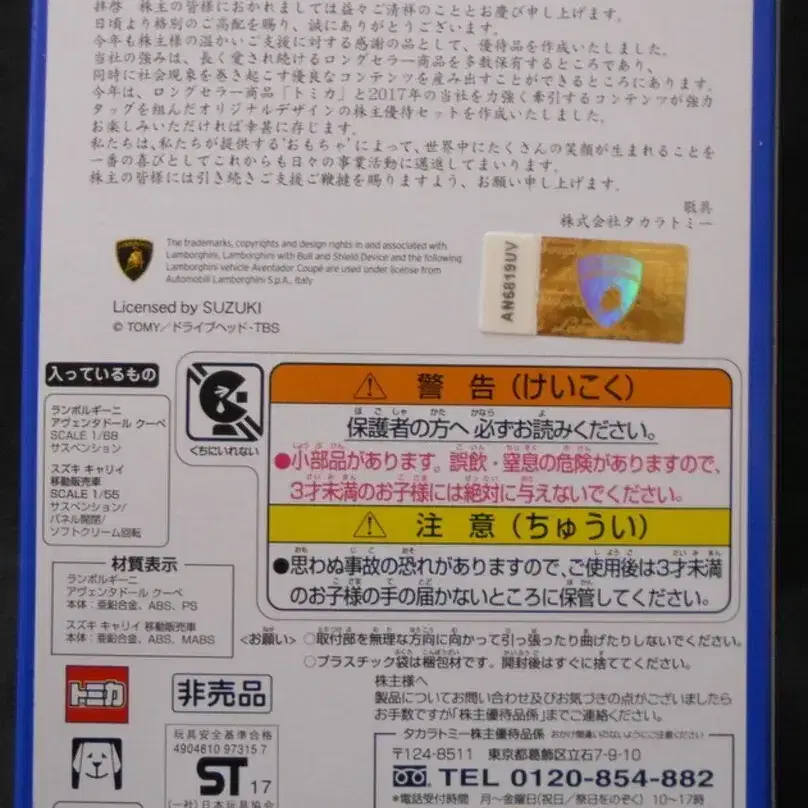 拝啓　株主の皆様におかれましては益々ご清祥のこととお慶び申し上げます。
日頃より格別のご高配を賜り、誠にありがとうございます。
今年も株主様の温かいご支援に対する感謝の品として、優待品を作成いたしました。
当社の強みは、長く愛され続けるロングセラー商品を多数保有するところであり、
同時に社会現象を巻き起こす優良なコンテンツを産み出すことができるところにあります。
今年は、ロングセラー商品「トミカ」と2017年の当社を力強く牽引するコンテンツが強力
タッグを組んだオリジナルデザインの株主優待セットを作成いたしました。
お楽しみいただければ幸甚に存じます。
私たちは、私たちが提供する"おもちゃ"によって、世界中にたくさんの笑顔が生まれることを
一番の喜びとしてこれからも日々の事業活動に邁進してまいります。
株主の皆様には引き続きご支援ご鞭撻を賜りますよう、お願い申し上げます。
敬具
株式会社タカラトミー
The trademarks, copyrights and design rights in and associated with
Lamborghini, Lamborghini with Bull and Shield Device and the following
Lamborghini vehicle Aventador Coupé are used under license from
Automobili Lamborghini S.p.A., Italy
AN6819UV
Licensed by SUZUKI
© TOMY／ドライブヘッド・TBS
入っているもの
ランボルギーニ
アヴェンタドール クーペ
SCALE 1/68
サスペンション
スズキ キャリイ
移動販売車
SCALE 1/55
サスペンション/
パネル開閉/
ソフトクリーム回転
くちにいれない
警告(けいこく)
保護者の方へ必ずお読みください。
●小部品があります。誤飲・窒息の危険がありますので、
3才未満のお子様には絶対に与えないでください。
注意(ちゅうい)
●思わぬ事故の恐れがありますので、ご使用後は3才未満
のお子様の手の届かないところに保管してください。
材質表示
ランボルギーニ
アヴェンタドール クーペ
本体：亜鉛合金、ABS、PS
スズキ キャリイ 移動販売車
本体：亜鉛合金、ABS、MABS
<お願い> ○取付部を無理な方向に向かって引っ張ったり曲げたりしないでください。
○プラスチック袋は梱包材です。開封後はすぐに捨ててください。
トミカ
非売品
株主様へ
製品についてお問い合わせ及びお気づきの点がございましたら
お手数ですが「株主優待品係」までご連絡ください。
玩具安全基準合格
4904810 97315 7
ST 17
(一社)日本玩具協会
タカラトミー株主優待品係 おかけ間違いのないようにご注意ください
〒124-8511　東京都葛飾区立石7-9-10
TEL 0120-854-882
*電話受付時間　月〜金曜日(祝日/祭日をのぞく) 10〜17時